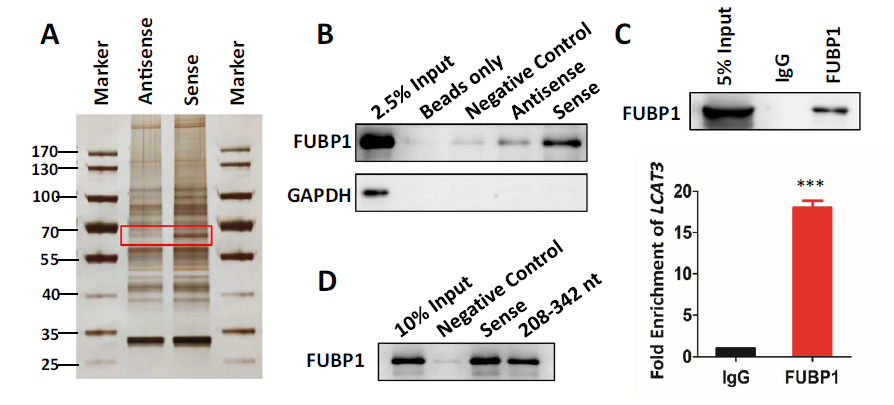 A
Marker
Antisense
Sense
Marker
170
130
100
70
55
40
35
25
B
2.5% Input
Beads only
Negative Control
Antisense
Sense
FUBP1
GAPDH
C
5% Input
IgG
FUBP1
FUBP1
Fold Enrichment of LCAT3
20
15
10
5
0
***
IgG
FUBP1
D
10% Input
Negative Control
Sense
208-342 nt
FUBP1